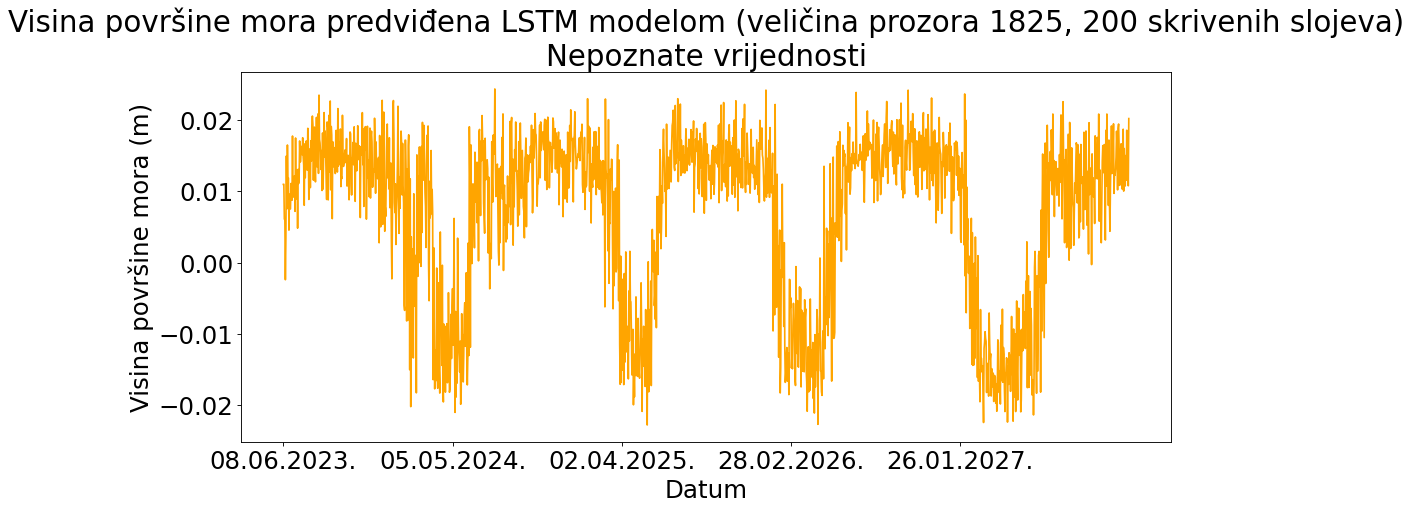 Visina površine mora predviđena LSTM modelom (veličina prozora 1825, 200 skrivenih slojeva)
Nepoznate vrijednosti
Visina površine mora (m)
0.02
0.01
0.00
−0.01
−0.02
08.06.2023. 05.05.2024. 02.04.2025. 28.02.2026. 26.01.2027.
Datum